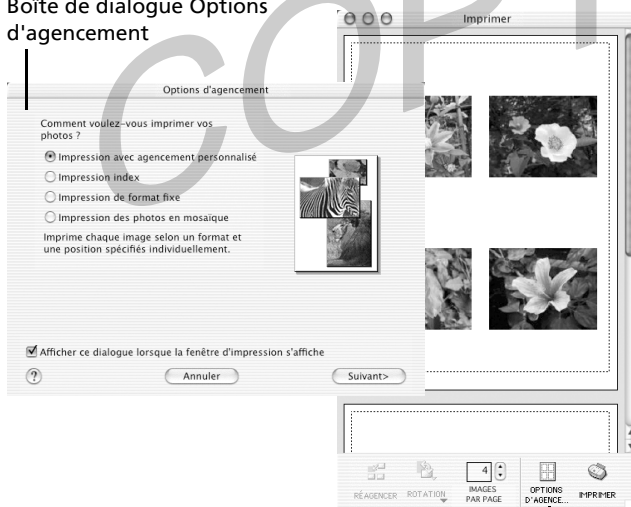 Boîte de dialogue Options
d'agencement
Imprimer
Options d'agencement
Comment voulez-vous imprimer vos
photos ?
Impression avec agencement personnalisé
Impression index
Impression de format fixe
Impression des photos en mosaïque
Imprime chaque image selon un format et
une position spécifiés individuellement.
Afficher ce dialogue lorsque la fenêtre d'impression s'affiche
?
Annuler
Suivant>
4
RÉAGENCER
ROTATION
IMAGES
PAR PAGE
OPTIONS
D'AGENCE...
IMPRIMER